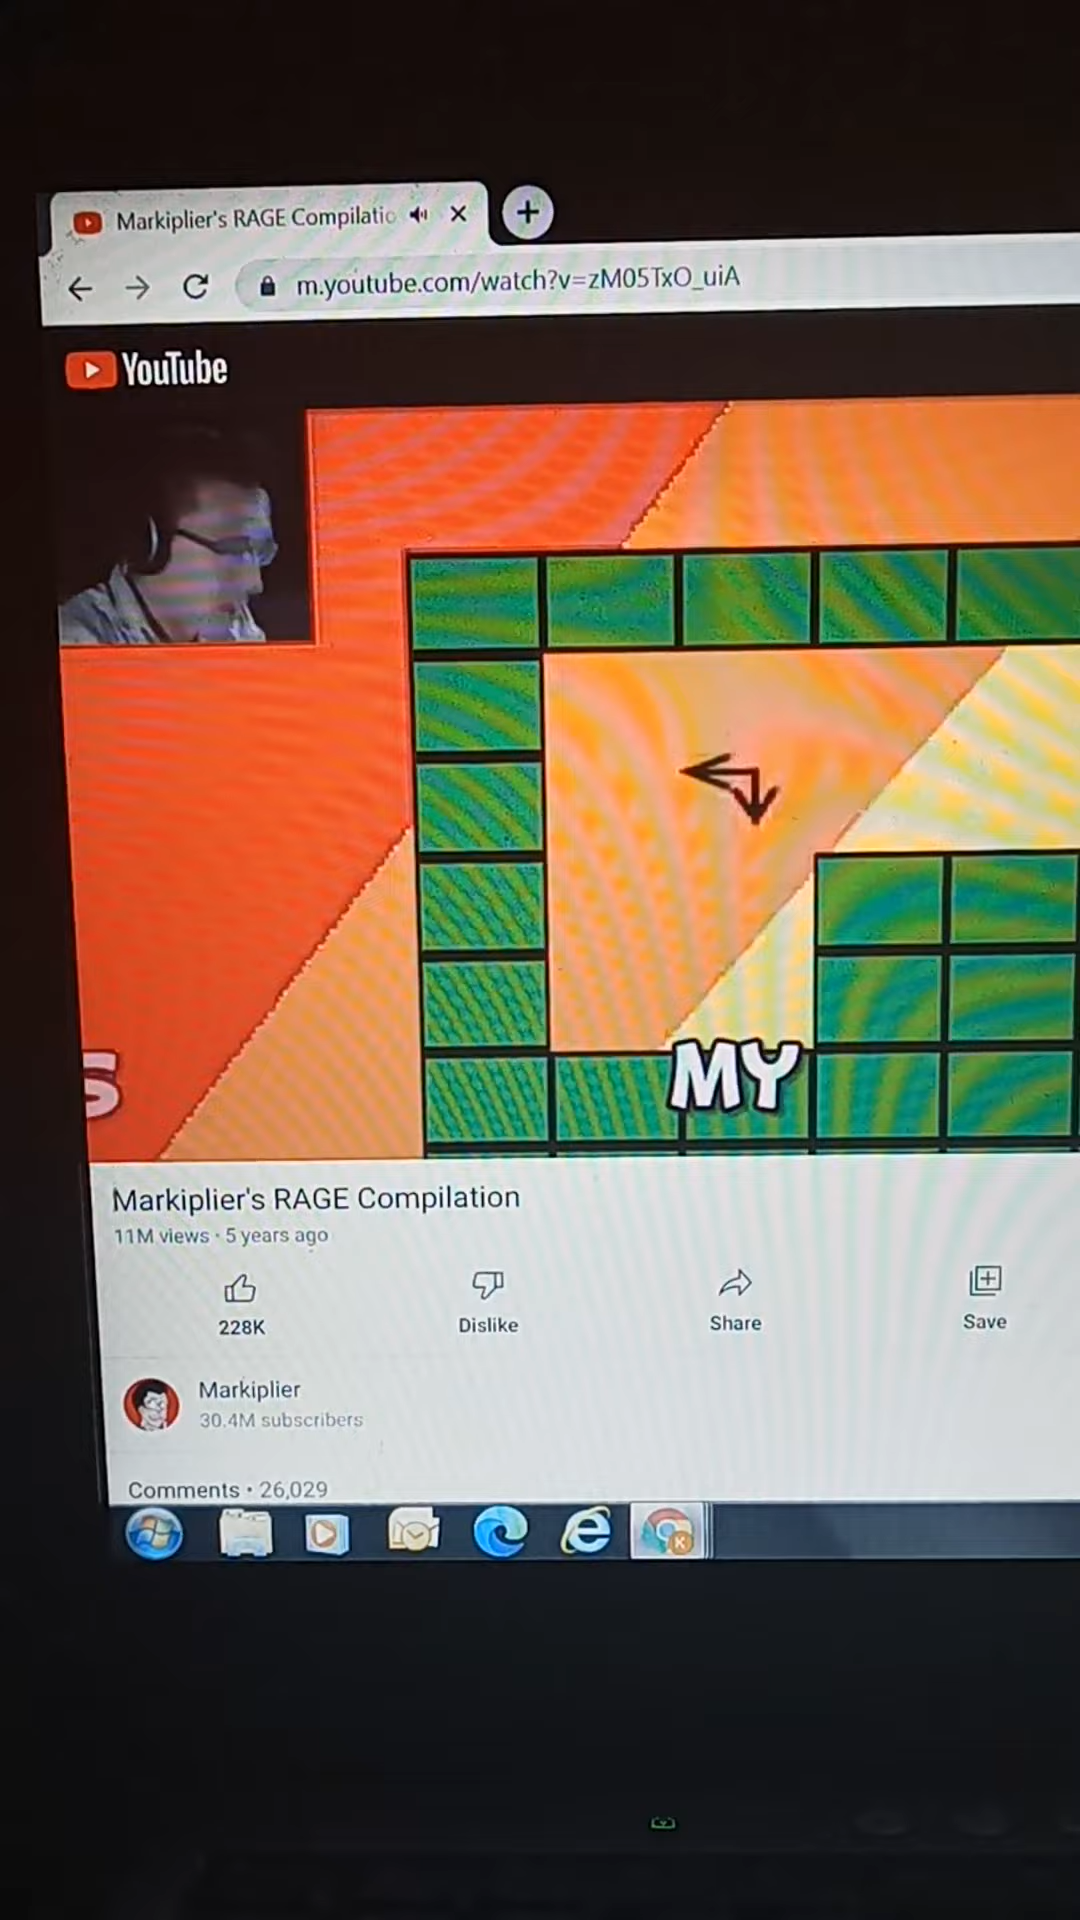 Markiplier's RAGE Compilatio
m.youtube.com/watch?v=zM05TxO_uiA
YouTube
S
MY
Markiplier's RAGE Compilation
11M views · 5 years ago
228K
Dislike
Share
Save
Markiplier
30.4M subscribers
Comments · 26,029
K